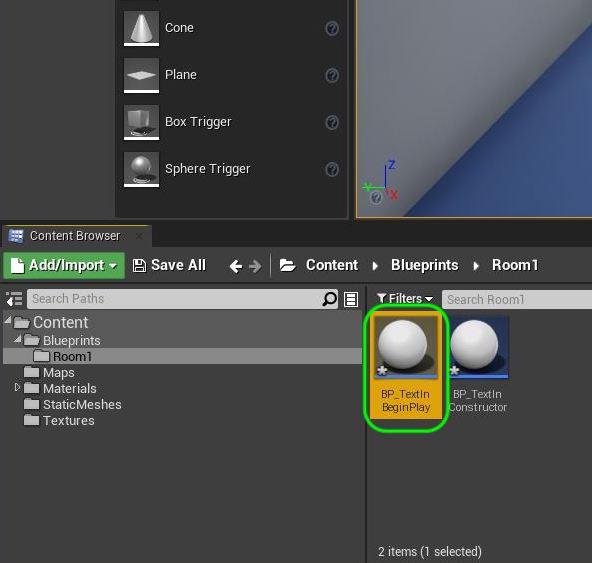 Cone
Plane
Box Trigger
Sphere Trigger
Z
Y
X
Content Browser
Add/Import
Save All
Content
Blueprints
Room1
Search Paths
Filters
Search Room1
Content
Blueprints
Room1
Maps
Materials
StaticMeshes
Textures
BP_TextIn
BeginPlay
BP_TextIn
Constructor
2 items (1 selected)